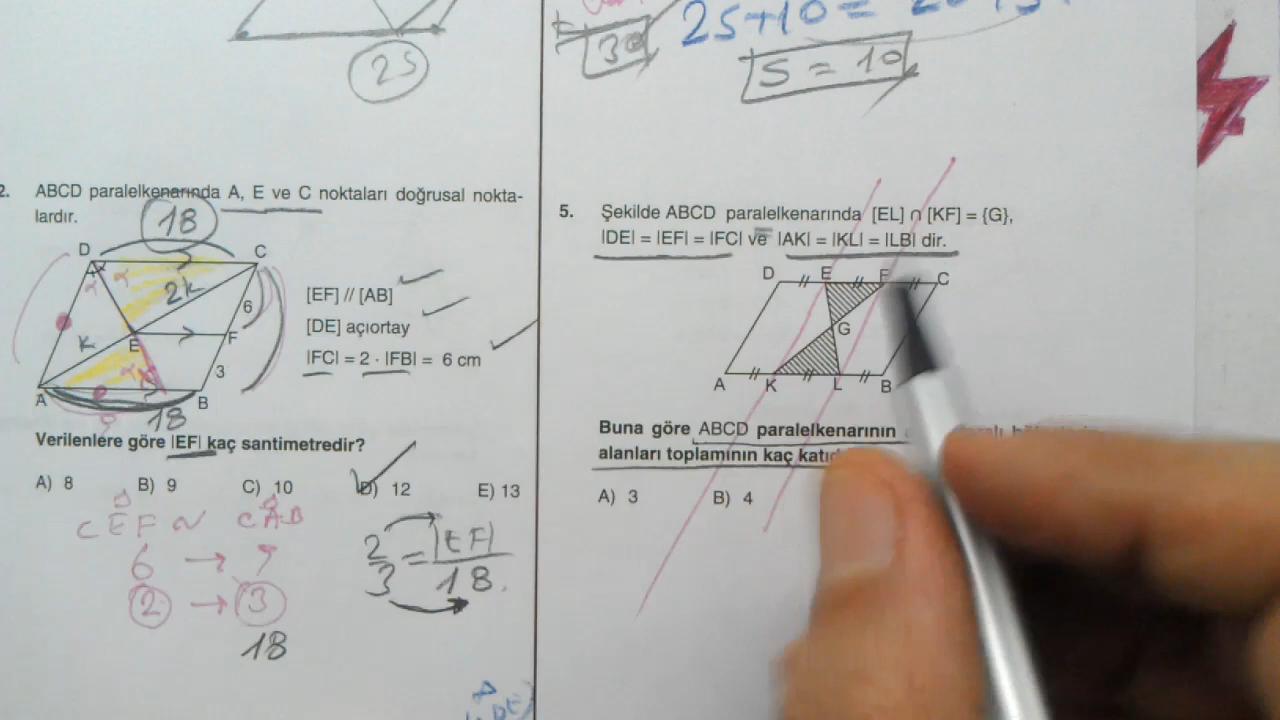 25
30
25+10=
S = 10
2. ABCD paralelkenarında A, E ve C noktaları doğrusal nokta-
lardır.
18
D
C
2k
6
k
E
F
3
A
B
9
18
[EF] // [AB]
[DE] açıortay
|FC| = 2 · |FB| = 6 cm
Verilenlere göre |EF| kaç santimetredir?
A) 8 B) 9 C) 10 D) 12 E) 13
CEF ~ CAB
6 → 9
2 → 3
18
2/3 = |EF|/18
5. Şekilde ABCD paralelkenarında [EL] ∩ [KF] = {G},
|DE| = |EF| = |FC| ve |AK| = |KL| = |LB| dir.
D E F C
G
A K L B
Buna göre ABCD paralelkenarının
alanları toplamının kaç
A) 3 B) 4